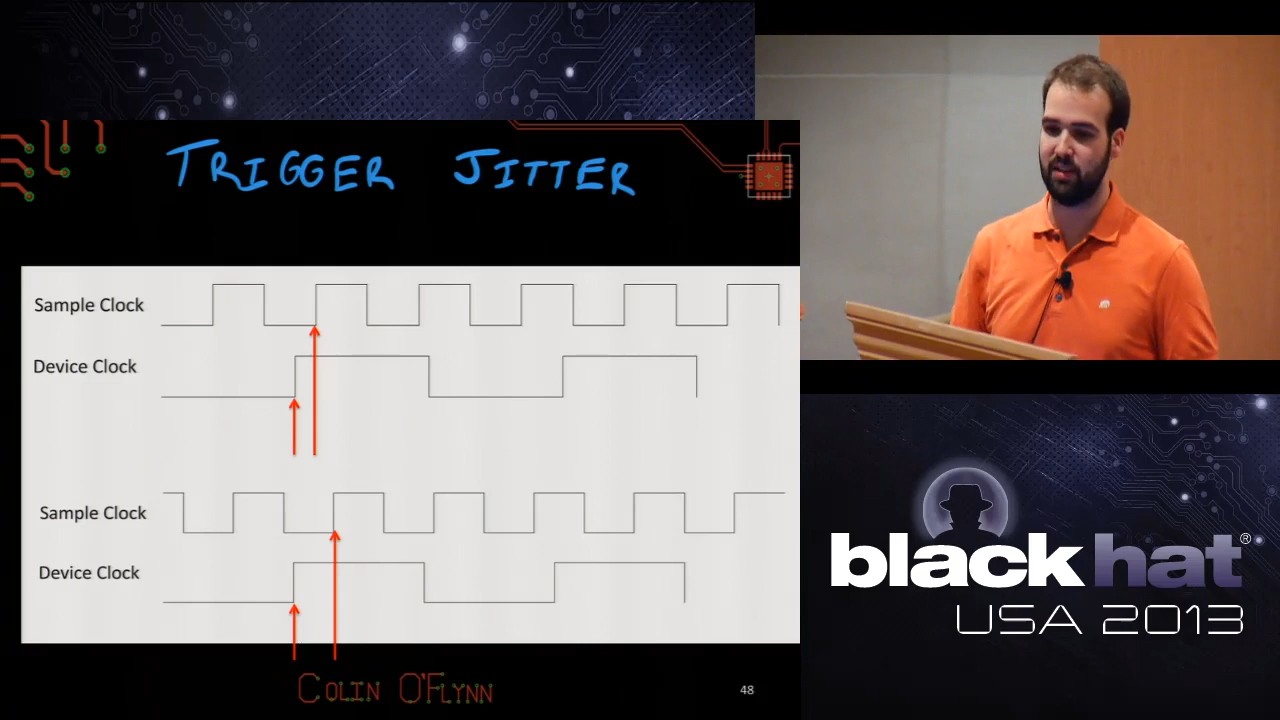 TRIGGER JITTER
Sample Clock
Device Clock
Sample Clock
Device Clock
COLIN O'FLYNN
48
black hat®
USA 2013